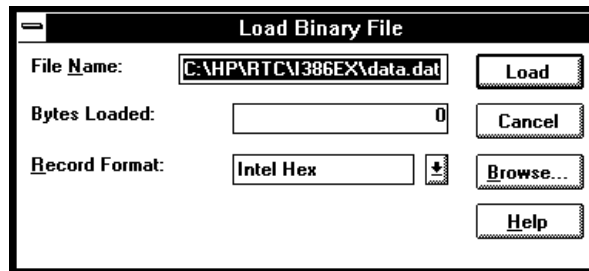 Load Binary File
File Name: C:\HP\RTC\I386EX\data.dat Load
Bytes Loaded: 0 Cancel
Record Format: Intel Hex Browse...
Help